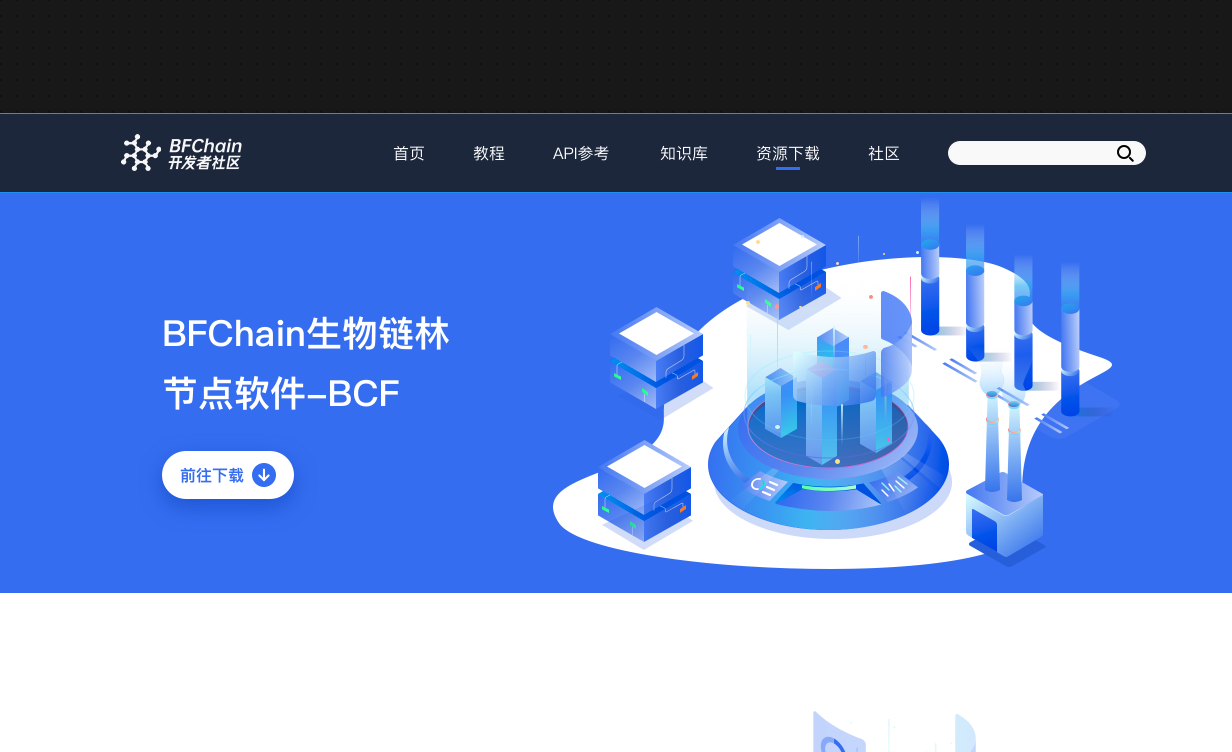 BFChain
开发者社区
首页 教程 API参考 知识库 资源下载 社区
BFChain生物链林
节点软件-BCF
前往下载